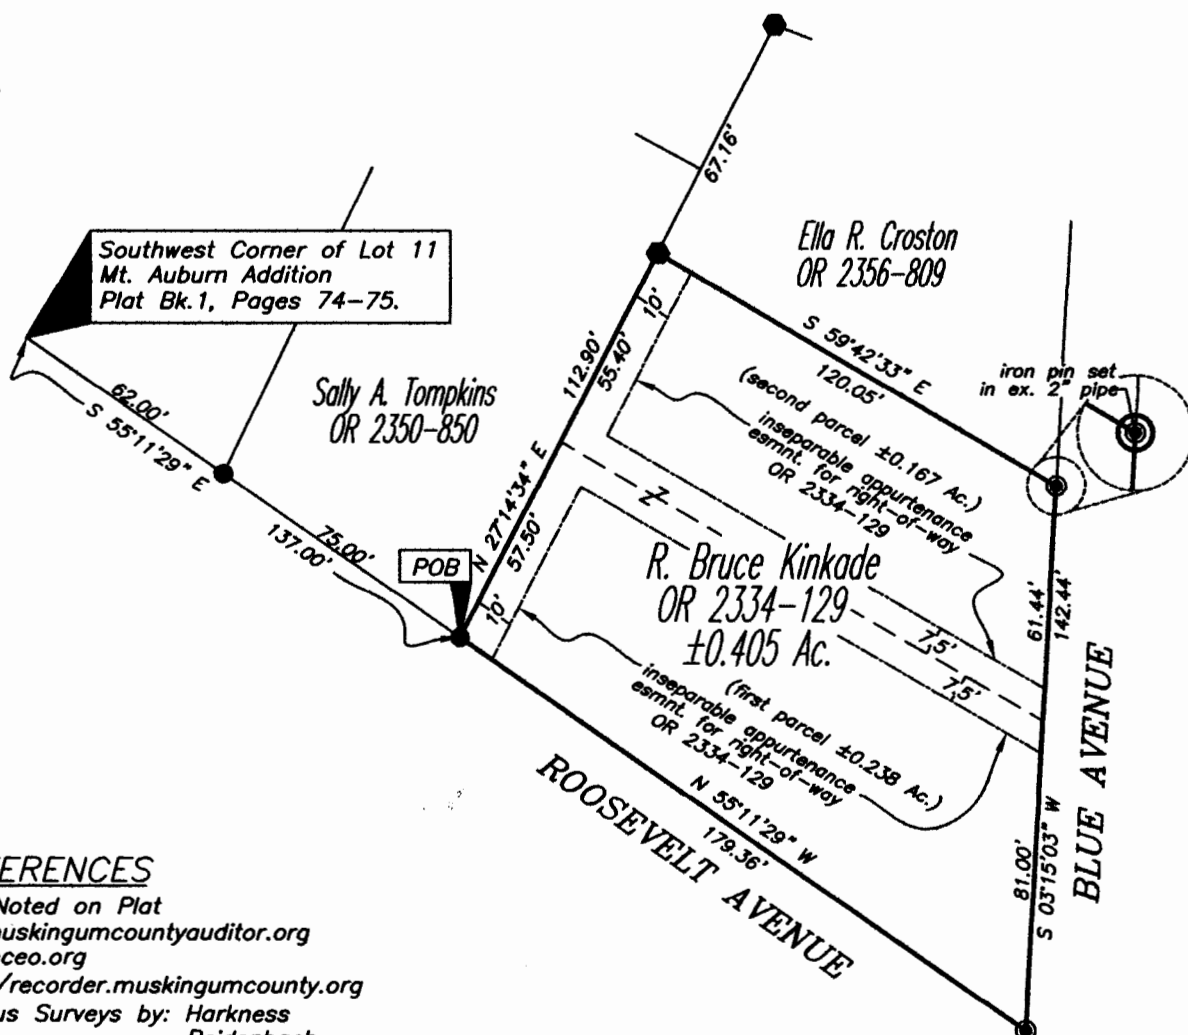 67.16'
Southwest Corner of Lot 11
Mt. Auburn Addition
Plat Bk.1, Pages 74-75.
Ella R. Croston
OR 2356-809
S 59°42'33" E
120.05'
iron pin set
in ex. 2" pipe
10'
112.90'
55.40'
N 27°14'34" E
57.50'
10'
Sally A. Tompkins
OR 2350-850
62.00'
S 55°11'29" E
75.00'
137.00'
POB
(second parcel ±0.167 Ac.)
inseparable appurtenance
esmnt. for right-of-way
OR 2334-129
R. Bruce Kinkade
OR 2334-129
±0.405 Ac.
7.5'
7.5'
61.44'
142.44'
(first parcel ±0.238 Ac.)
inseparable appurtenance
esmnt. for right-of-way
OR 2334-129
N 55°11'29" W
179.36'
ROOSEVELT AVENUE
BLUE AVENUE
81.00'
S 03°15'03" W
ERENCES
Noted on Plat
uskingumcountyauditor.org
ceo.org
/recorder.muskingumcounty.org
us Surveys by: Harkness